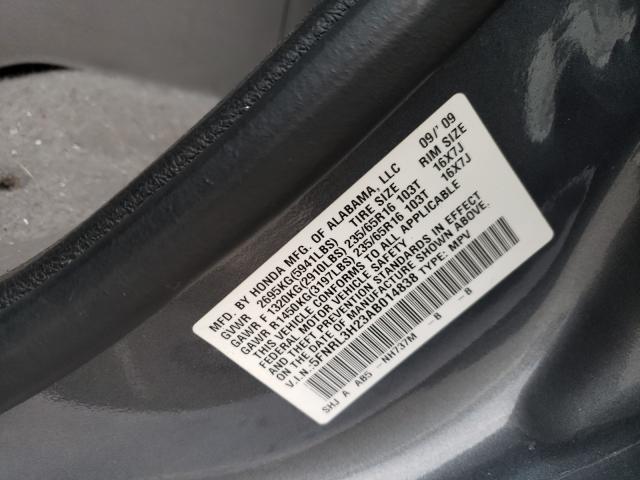 MFD. BY HONDA MFG. OF ALABAMA, LLC 09/' 09
GVWR 2695KG(5941LBS) TIRE SIZE RIM SIZE
GAWR F 1320KG(2910LBS) 235/65R16 103T 16X7J
GAWR R1450KG(3197LBS) 235/65R16 103T 16X7J
THIS VEHICLE CONFORMS TO ALL APPLICABLE
FEDERAL MOTOR VEHICLE SAFETY
AND THEFT PREVENTION STANDARDS IN EFFECT
ON THE DATE OF MANUFACTURE SHOWN ABOVE.
V.I.N.:5FNRL3H23AB014838 TYPE: MPV
SHJ A A85 -NH737M -B -B